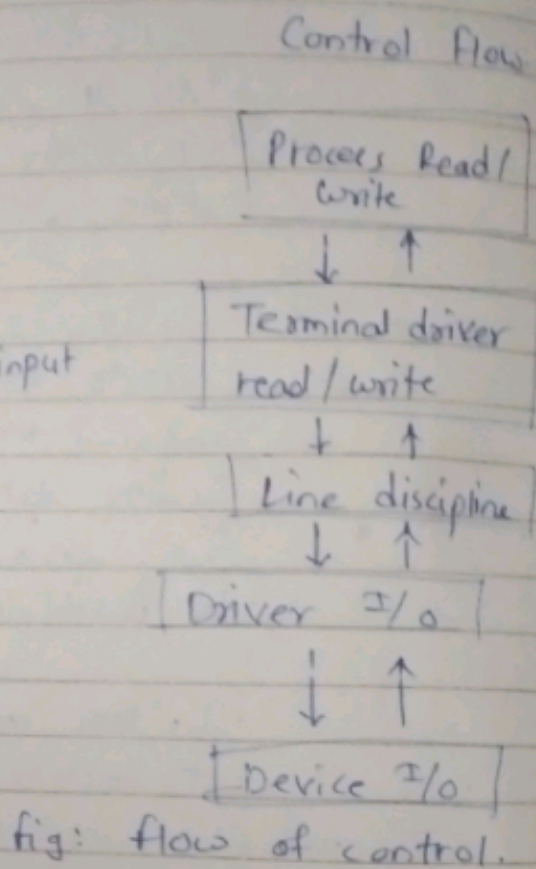 Control flow
Process Read/
write
Terminal driver
input
read / write
Line discipline
Driver I/O
Device I/O
fig: flow of control.